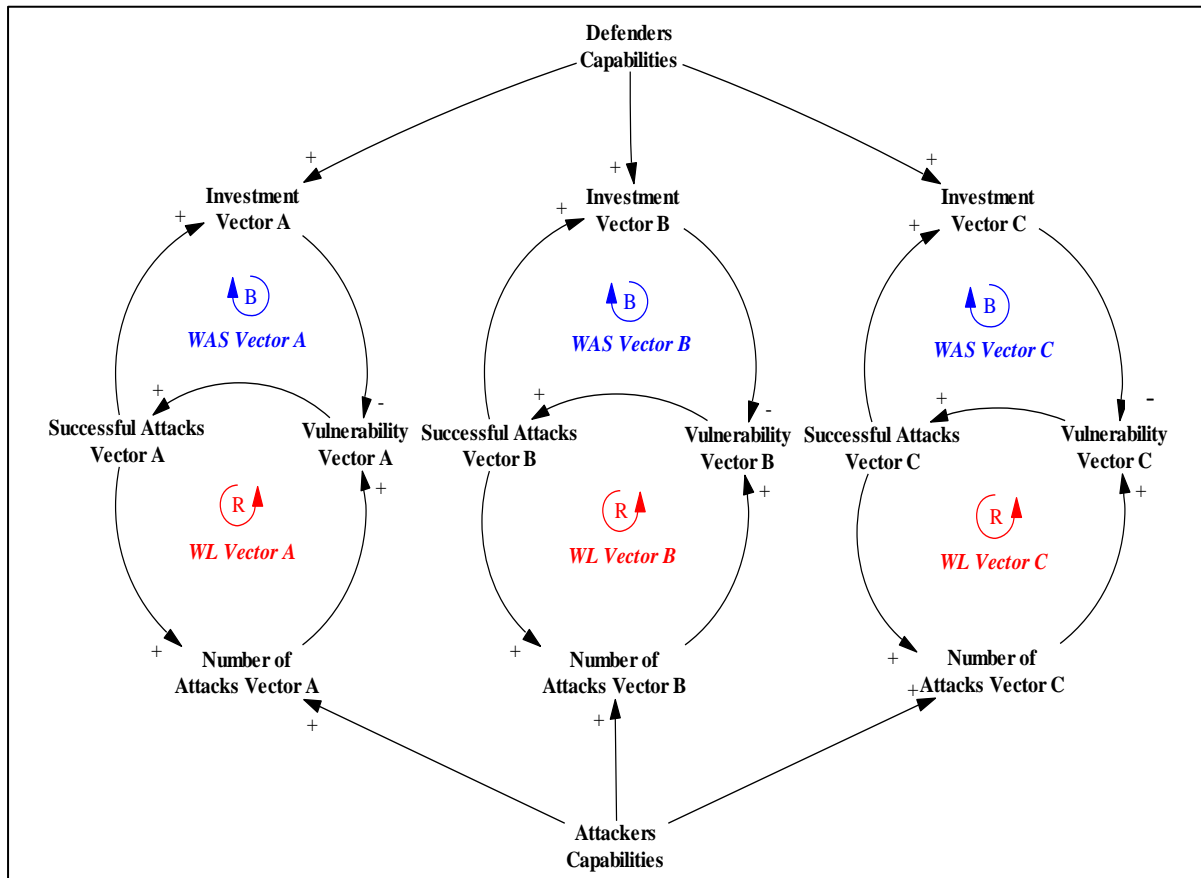 Defenders
Capabilities
+
+
+
Investment
Vector A
Investment
Vector B
Investment
Vector C
+
+
+
B
B
B
WAS Vector A
WAS Vector B
WAS Vector C
+
-
+
-
+
-
Successful Attacks
Vector A
Vulnerability
Vector A
Successful Attacks
Vector B
Vulnerability
Vector B
Successful Attacks
Vector C
Vulnerability
Vector C
+
+
+
R
R
R
WL Vector A
WL Vector B
WL Vector C
+
+
+
Number of
Attacks Vector A
Number of
Attacks Vector B
Number of
Attacks Vector C
+
+
+
Attackers
Capabilities